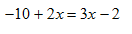 −10 + 2x = 3x − 2